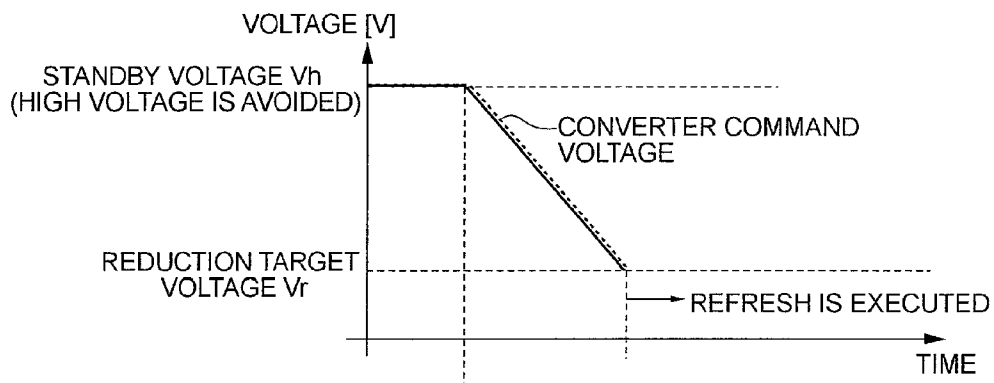 VOLTAGE [V]
STANDBY VOLTAGE Vh
(HIGH VOLTAGE IS AVOIDED)
CONVERTER COMMAND
VOLTAGE
REDUCTION TARGET
VOLTAGE Vr
REFRESH IS EXECUTED
TIME